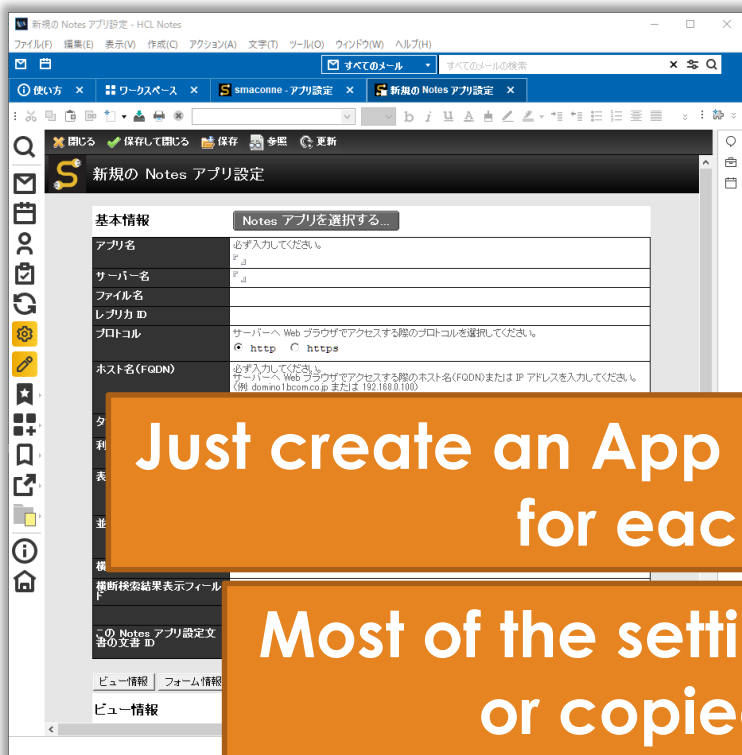 新規の Notes アプリ設定 - HCL Notes
ファイル(F) 編集(E) 表示(V) 作成(C) アクション(A) 文字(T) ツール(O) ウィンドウ(W) ヘルプ(H)
すべてのメール すべてのメールの検索
使い方 × ワークスペース × smaconne - アプリ設定 × 新規の Notes アプリ設定 ×
b i U A
閉じる 保存して閉じる 保存 参照 更新
新規の Notes アプリ設定
基本情報 Notes アプリを選択する...
アプリ名 必ず入力してください。
『 』
サーバー名 『 』
ファイル名
レプリカ ID
プロトコル サーバーへ Web ブラウザでアクセスする際のプロトコルを選択してください。
http https
ホスト名(FQDN) 必ず入力してください。
サーバーへ Web ブラウザでアクセスする際のホスト名(FQDN)または IP アドレスを入力してください。
(例: domino1.bcom.co.jp または 192.168.0.100)
タ
利
表
並
横
Just create an App
for eac
横断検索結果表示フィール
ド
この Notes アプリ設定文
書の文書 ID
Most of the setti
or copie
ビュー情報 フォーム情報
ビュー情報